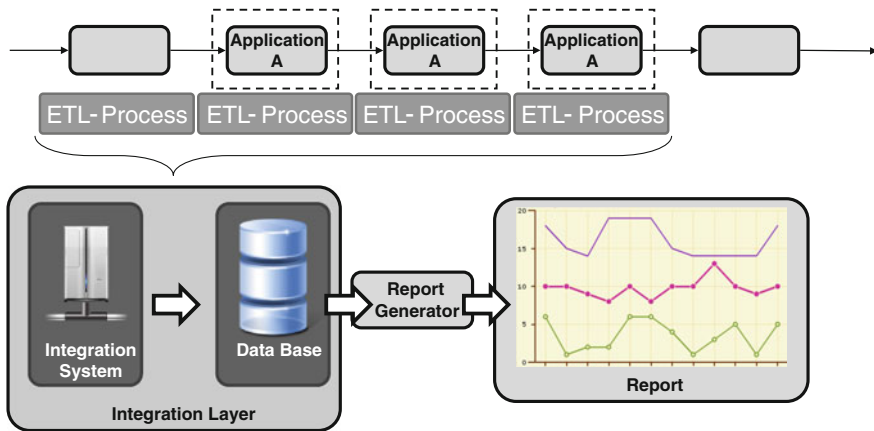 Application
A
Application
A
Application
A
ETL- Process
ETL- Process
ETL- Process
ETL- Process
Integration
System
Data Base
Integration Layer
Report
Generator
20
15
10
5
0
Report